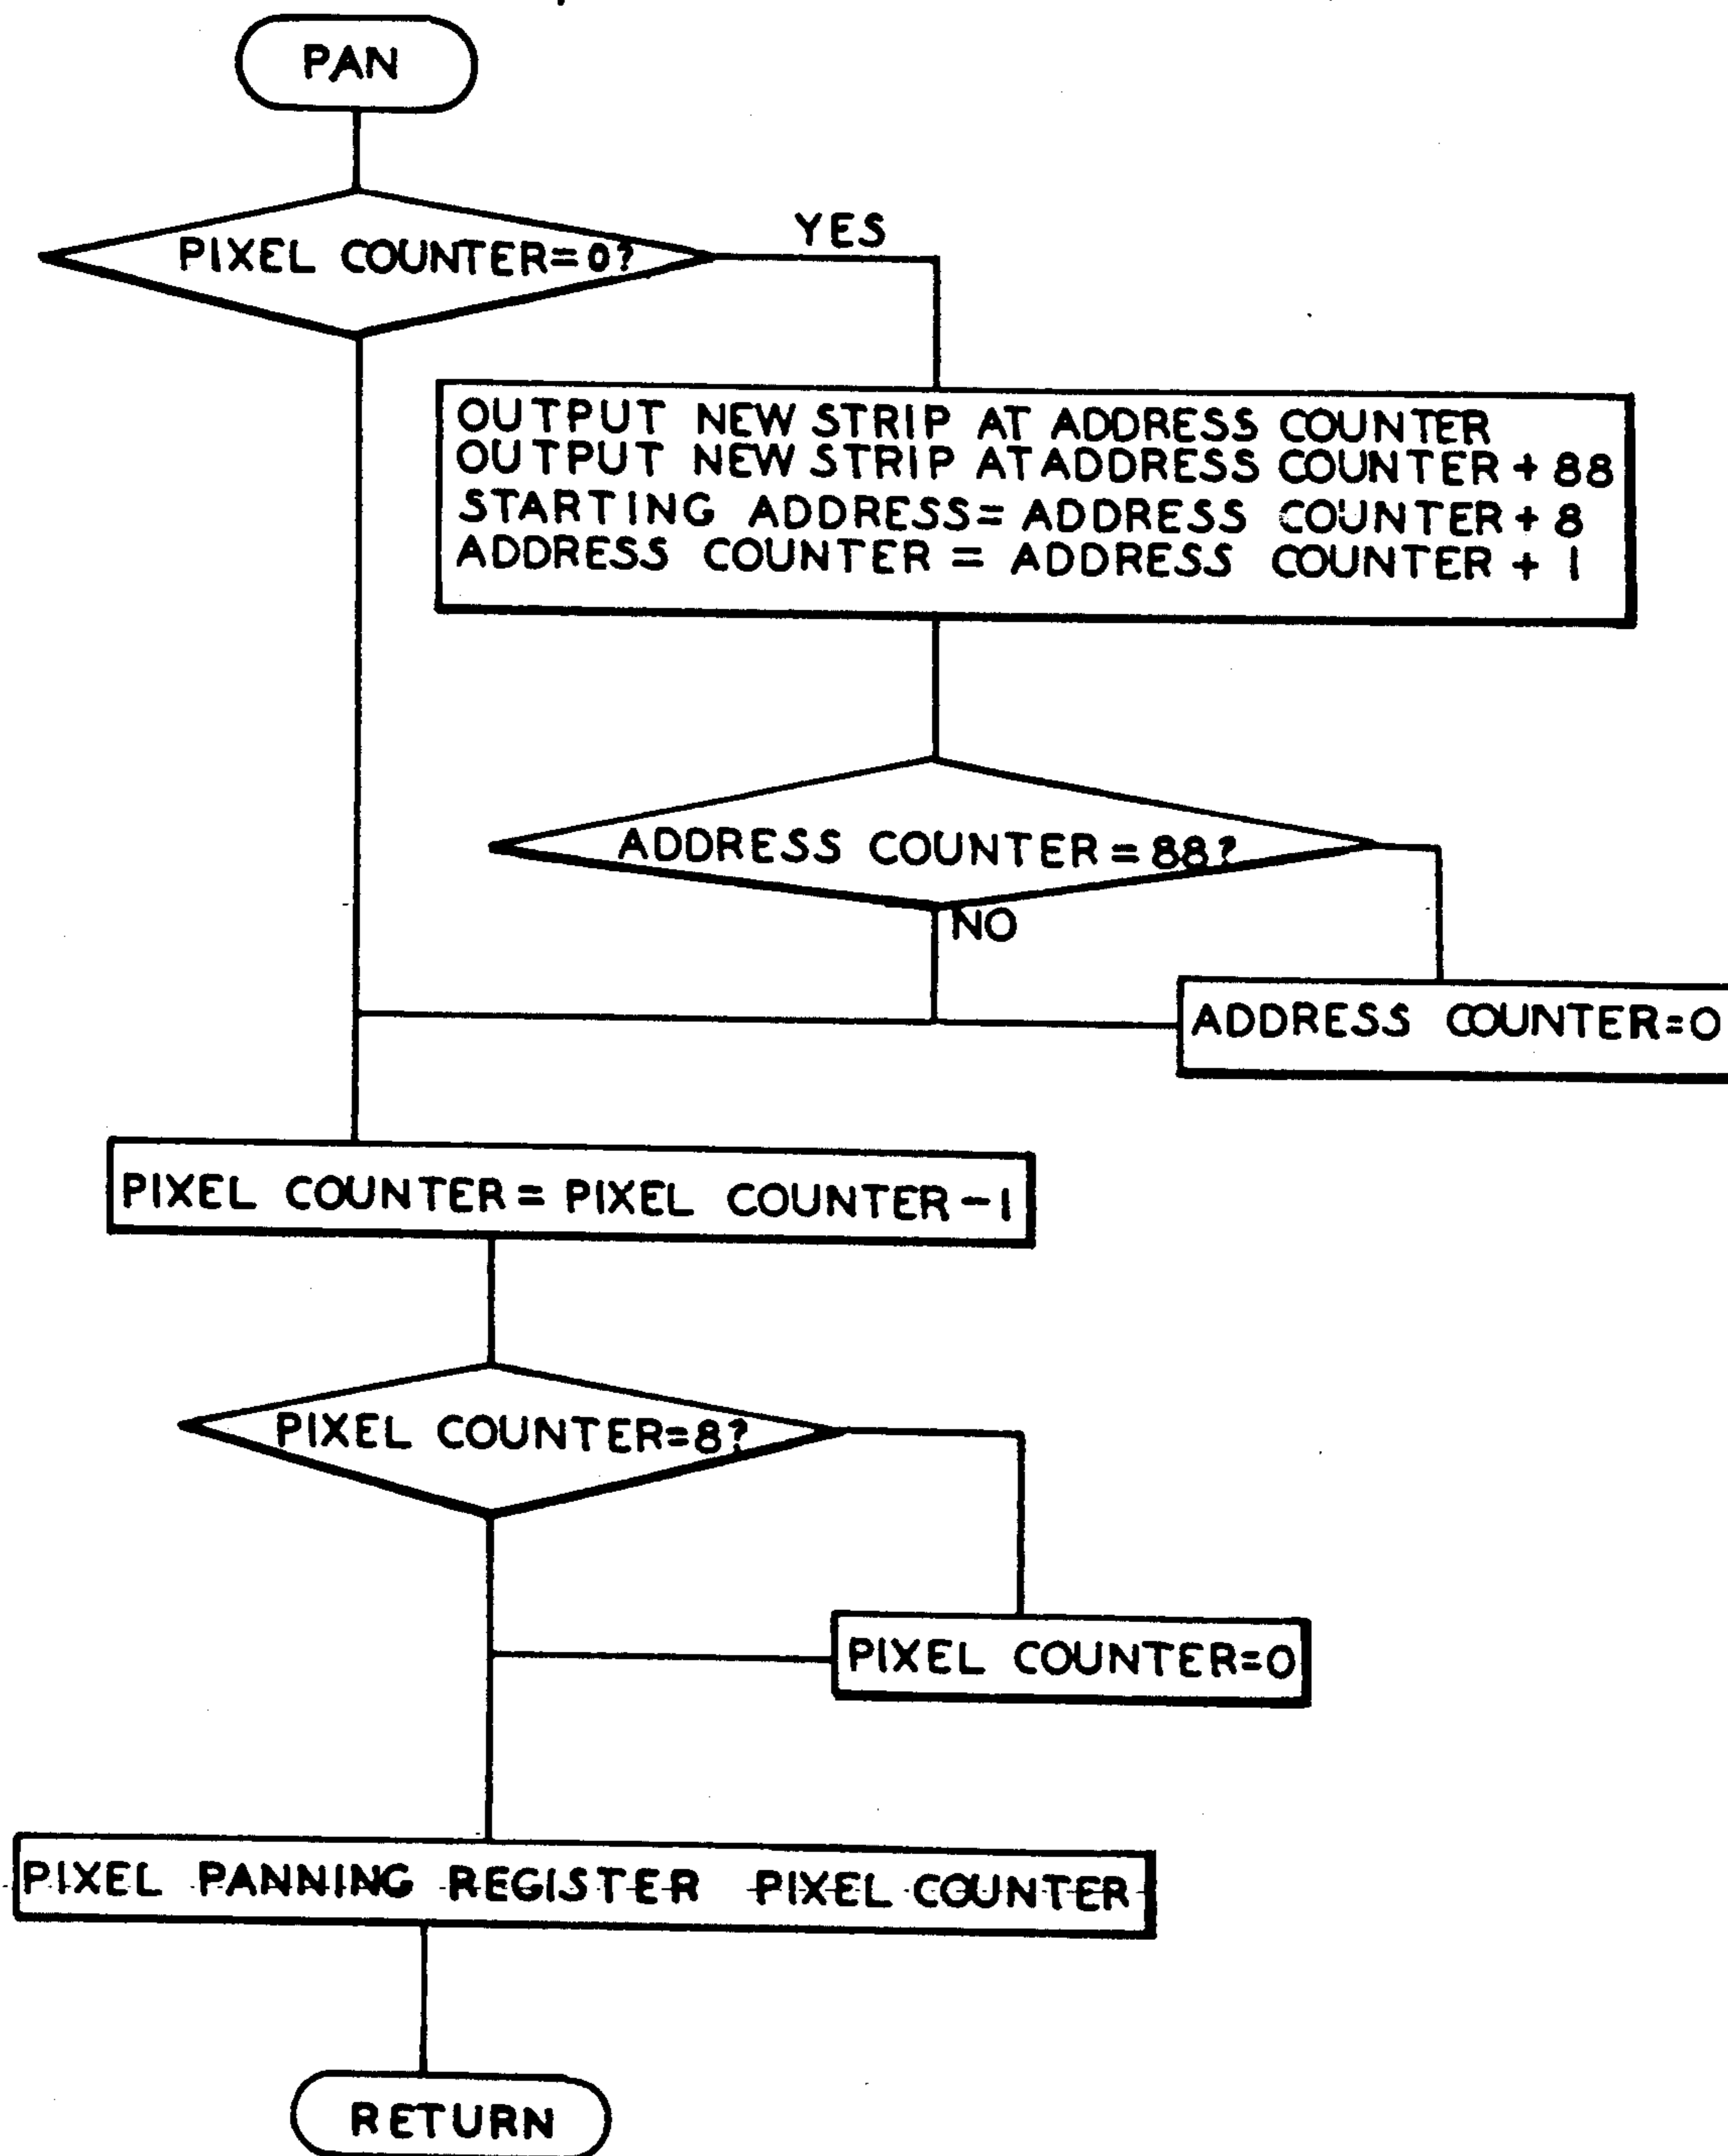 PAN
PIXEL COUNTER=0?
YES
OUTPUT NEW STRIP AT ADDRESS COUNTER
OUTPUT NEW STRIP AT ADDRESS COUNTER + 88
STARTING ADDRESS= ADDRESS COUNTER + 8
ADDRESS COUNTER = ADDRESS COUNTER + 1
ADDRESS COUNTER = 88?
NO
ADDRESS COUNTER=0
PIXEL COUNTER = PIXEL COUNTER -1
PIXEL COUNTER=8?
PIXEL COUNTER=0
PIXEL PANNING REGISTER PIXEL COUNTER
RETURN